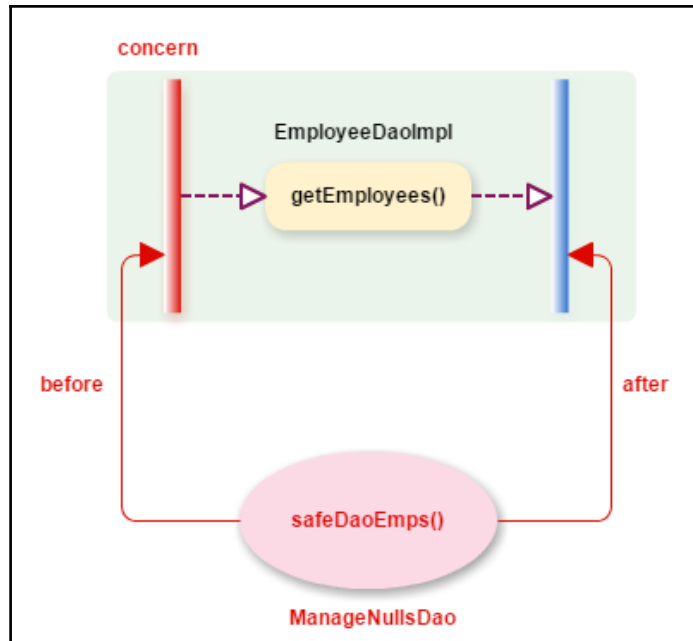 concern
EmployeeDaoImpl
getEmployees()
before
after
safeDaoEmps()
ManageNullsDao